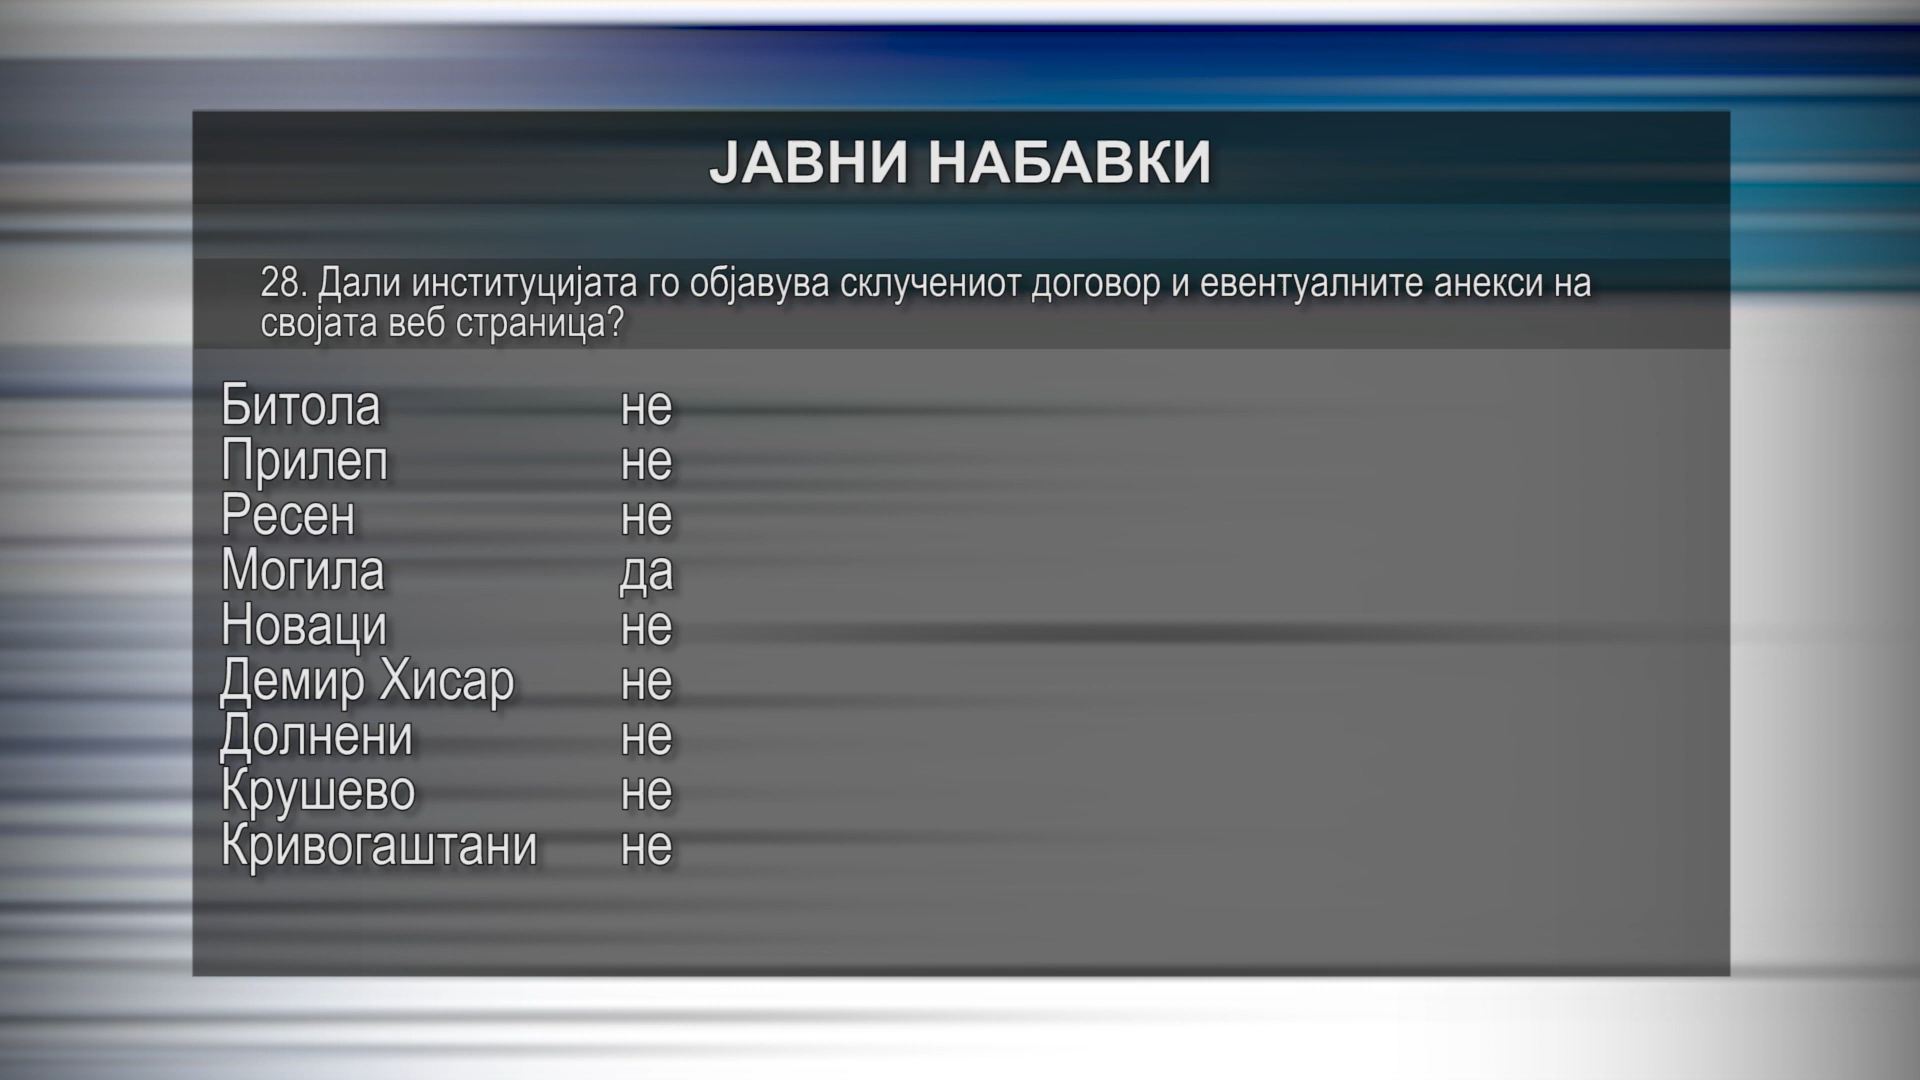 ЈАВНИ НАБАВКИ
28. Дали институцијата го објавува склучениот договор и евентуалните анекси на
својата веб страница?
Битола не
Прилеп не
Ресен не
Могила да
Новаци не
Демир Хисар не
Долнени не
Крушево не
Кривогаштани не